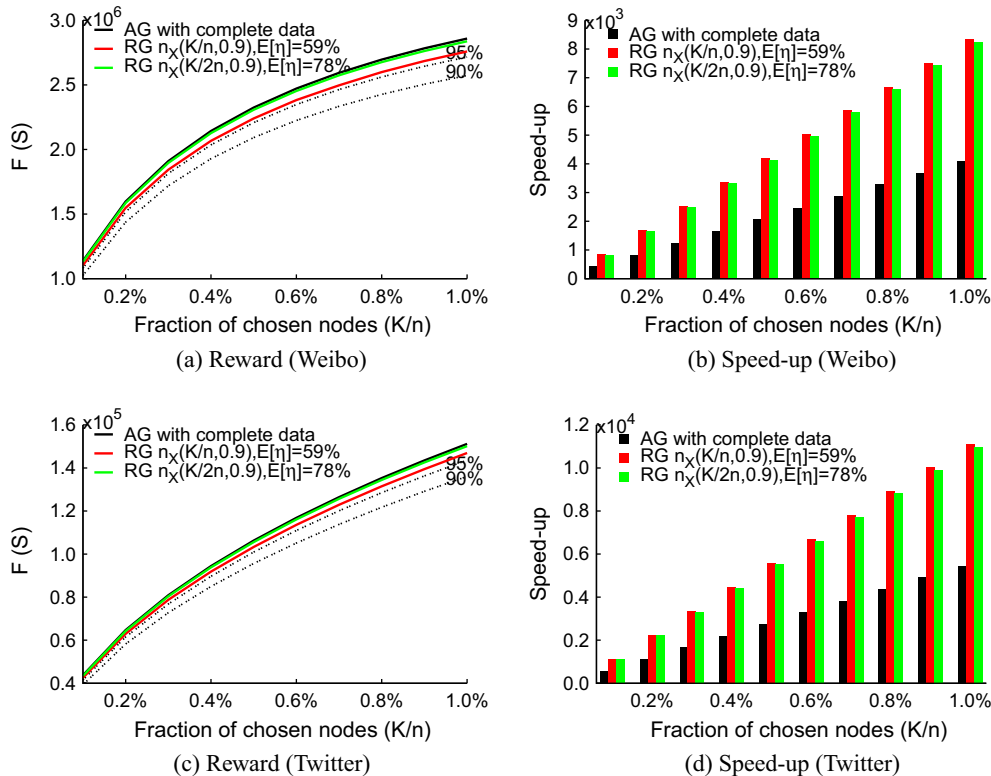 x10^6
AG with complete data
RG n_X(K/n,0.9),E[η]=59%
RG n_X(K/2n,0.9),E[η]=78%
95%
90%
3.0
2.6
2.0
1.6
1.0
F (S)
0.2% 0.4% 0.6% 0.8% 1.0%
Fraction of chosen nodes (K/n)
(a) Reward (Weibo)
x10^3
AG with complete data
RG n_X(K/n,0.9),E[η]=59%
RG n_X(K/2n,0.9),E[η]=78%
9
8
7
6
5
4
3
2
1
0
Speed-up
0.2% 0.4% 0.6% 0.8% 1.0%
Fraction of chosen nodes (K/n)
(b) Speed-up (Weibo)
x10^5
AG with complete data
RG n_X(K/n,0.9),E[η]=59%
RG n_X(K/2n,0.9),E[η]=78%
95%
90%
1.6
1.4
1.2
1.0
0.8
0.6
0.4
F (S)
0.2% 0.4% 0.6% 0.8% 1.0%
Fraction of chosen nodes (K/n)
(c) Reward (Twitter)
x10^4
AG with complete data
RG n_X(K/n,0.9),E[η]=59%
RG n_X(K/2n,0.9),E[η]=78%
1.2
1.0
0.8
0.6
0.4
0.2
0.0
Speed-up
0.2% 0.4% 0.6% 0.8% 1.0%
Fraction of chosen nodes (K/n)
(d) Speed-up (Twitter)